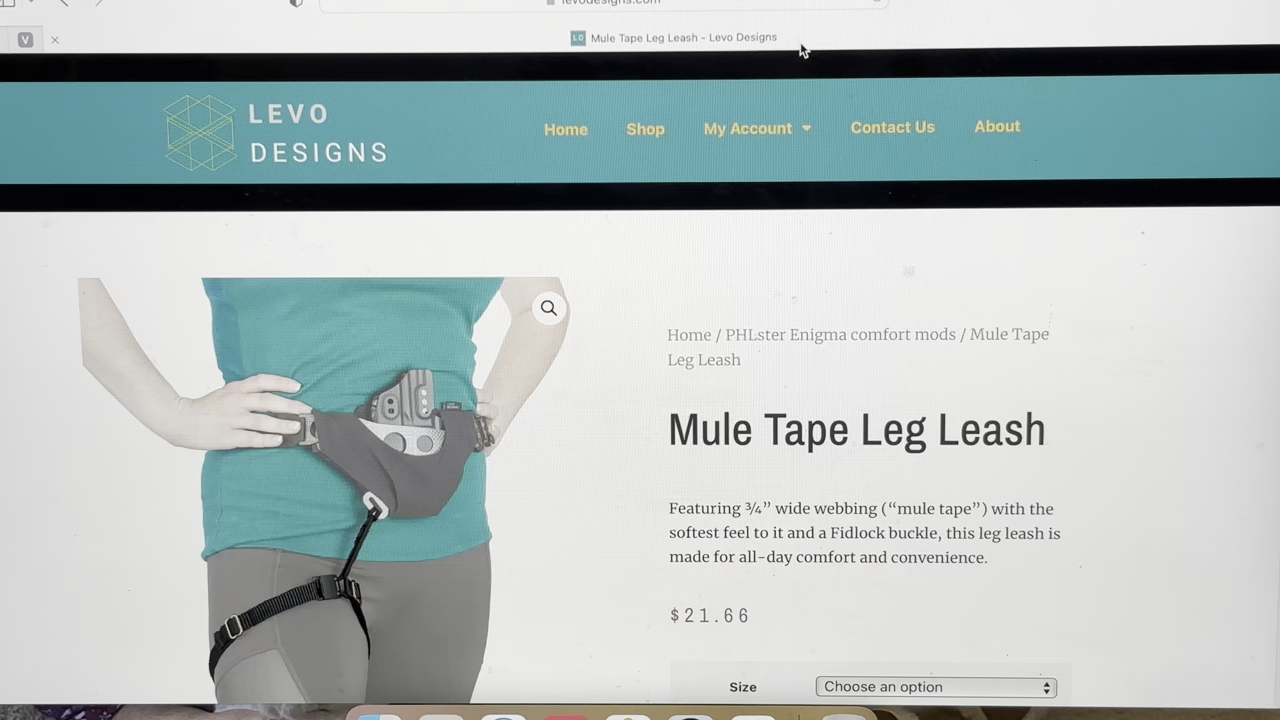 levodesigns.com
V
LD Mule Tape Leg Leash – Levo Designs
LEVO
DESIGNS
Home Shop My Account Contact Us About
Home / PHLster Enigma comfort mods / Mule Tape
Leg Leash
Mule Tape Leg Leash
Featuring ¾” wide webbing (“mule tape”) with the
softest feel to it and a Fidlock buckle, this leg leash is
made for all-day comfort and convenience.
$21.66
Size Choose an option